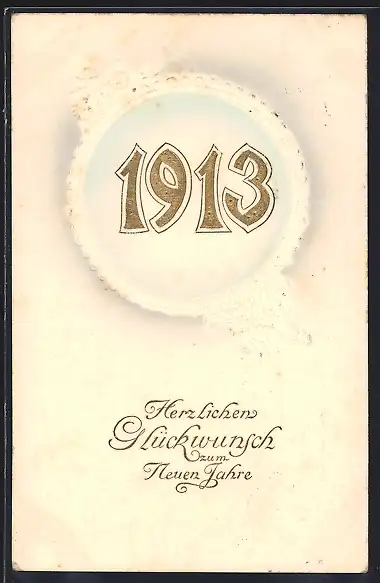 1913
Herzlichen
Glückwunſch
zum
Neuen Jahre